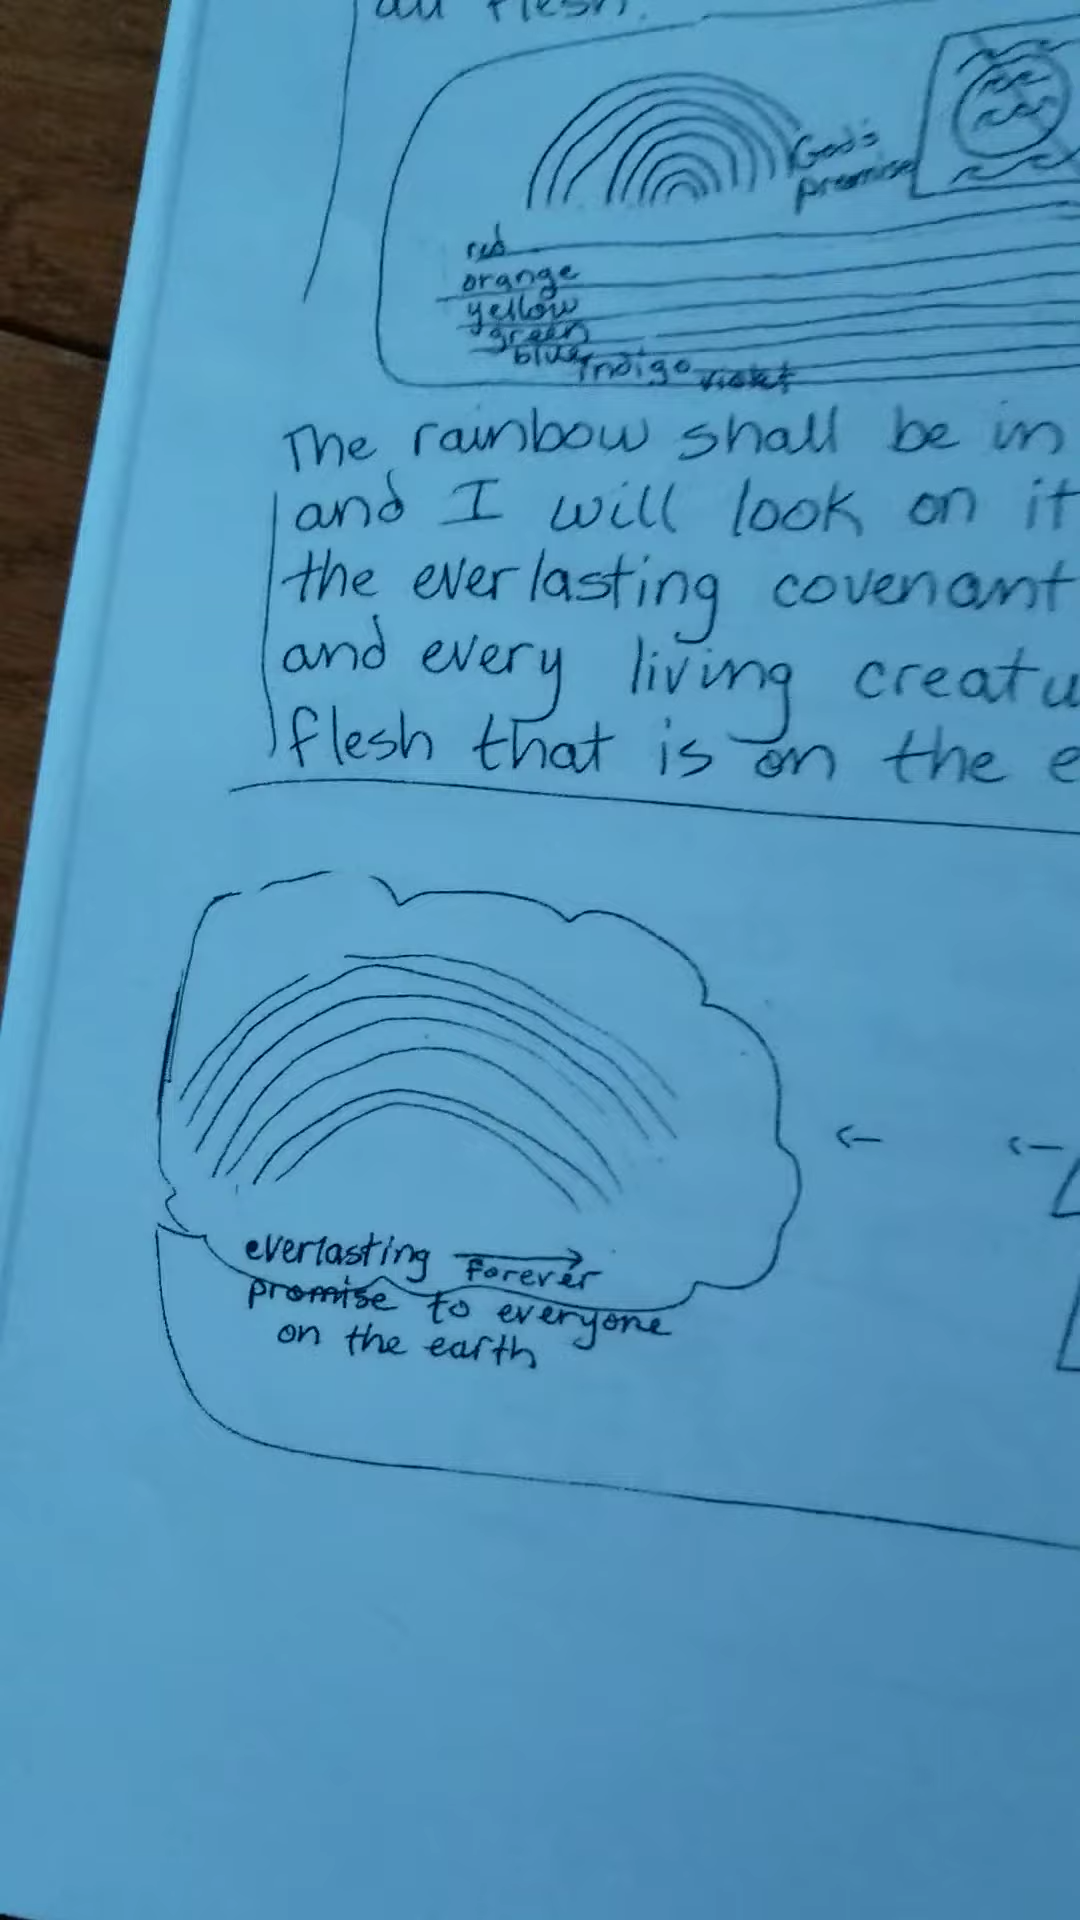 all flesh.
God's
promise
red
orange
yellow
green
blue indigo violet
The rainbow shall be in
and I will look on it
the everlasting covenant
and every living creatu
flesh that is on the e
everlasting forever
promise to everyone
on the earth